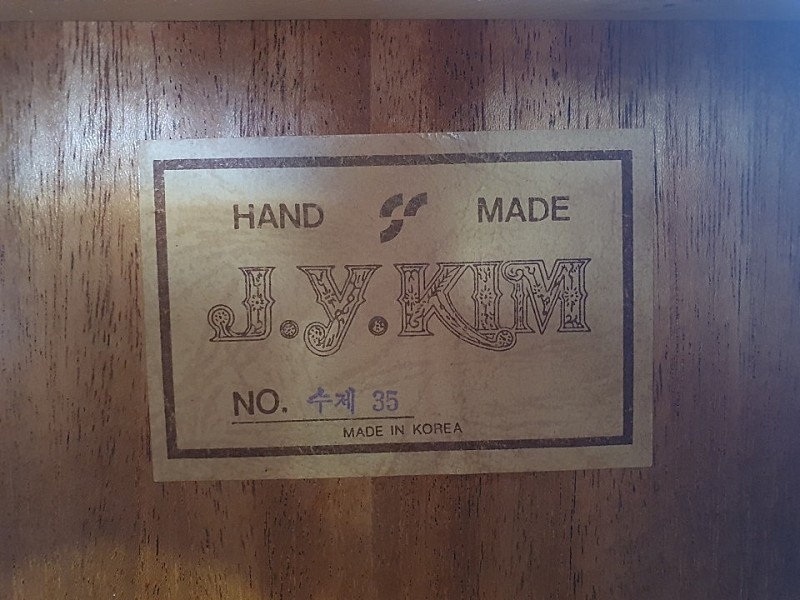 HAND MADE
J.Y.KIM
NO. 수제 35
MADE IN KOREA